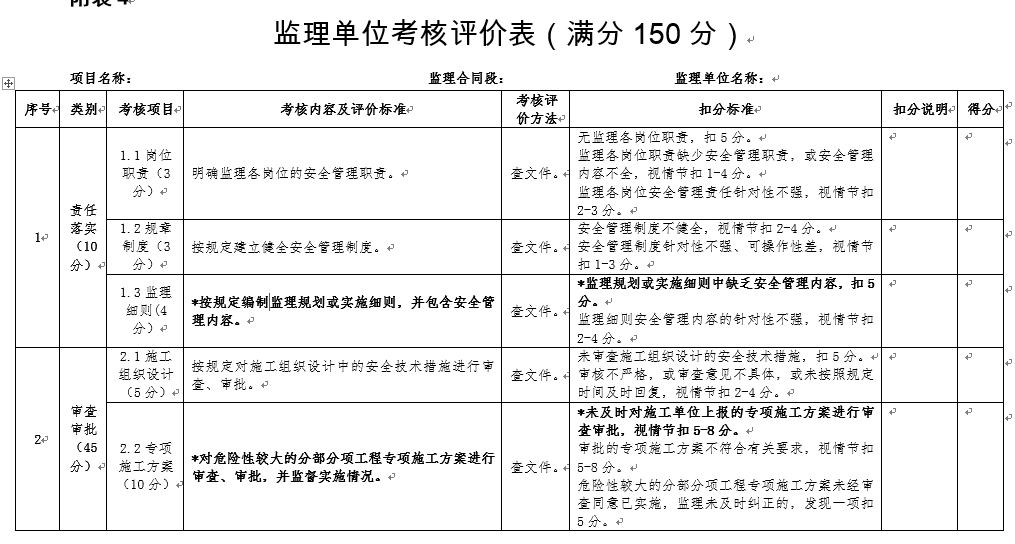 附表 4
监理单位考核评价表（满分 150 分）
项目名称： 监理合同段： 监理单位名称：
序号 类别 考核项目 考核内容及评价标准 考核评价方法 扣分标准 扣分说明 得分
1
责任
落实
（10
分）
1.1 岗位
职责（3
分）
明确监理各岗位的安全管理职责。
查文件。
无监理各岗位职责，扣 5 分。
监理各岗位职责缺少安全管理职责，或安全管理
内容不全，视情节扣 1-4 分。
监理各岗位安全管理责任针对性不强，视情节扣
2-3 分。
1.2 规章
制度（3
分）
按规定建立健全安全管理制度。
查文件。
安全管理制度不健全，视情节扣 2-4 分。
安全管理制度针对性不强、可操作性差，视情节
扣 1-3 分。
1.3 监理
细则(4
分）
*按规定编制监理规划或实施细则，并包含安全管
理内容。
查文件。
*监理规划或实施细则中缺乏安全管理内容，扣 5
分。
监理细则安全管理内容的针对性不强，视情节扣
2-4 分。
2
审查
审批
（45
分）
2.1 施工
组织设计
（5 分）
按规定对施工组织设计中的安全技术措施进行审
查、审批。
查文件。
未审查施工组织设计的安全技术措施，扣 5 分。
审核不严格，或审查意见不具体，或未按照规定
时间及时回复，视情节扣 2-4 分。
2.2 专项
施工方案
（10 分）
*对危险性较大的分部分项工程专项施工方案进行
审查、审批，并监督实施情况。
查文件。
*未及时对施工单位上报的专项施工方案进行审
查审批，视情节扣 5-8 分。
审批的专项施工方案不符合有关要求，视情节扣
5-8 分。
危险性较大的分部分项工程专项施工方案未经审
查同意已实施，监理未及时纠正的，发现一项扣
5 分。